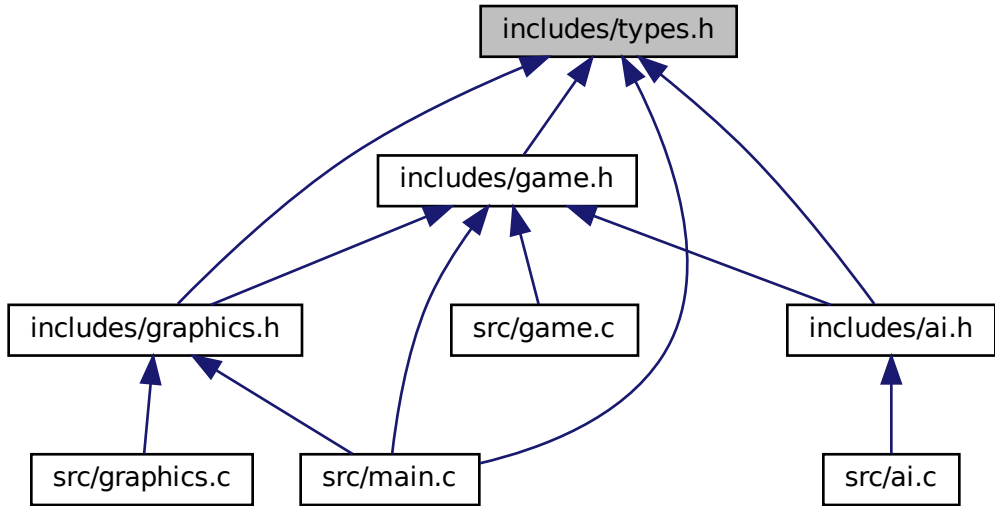 includes/types.h
includes/game.h
includes/graphics.h
src/game.c
includes/ai.h
src/graphics.c
src/main.c
src/ai.c